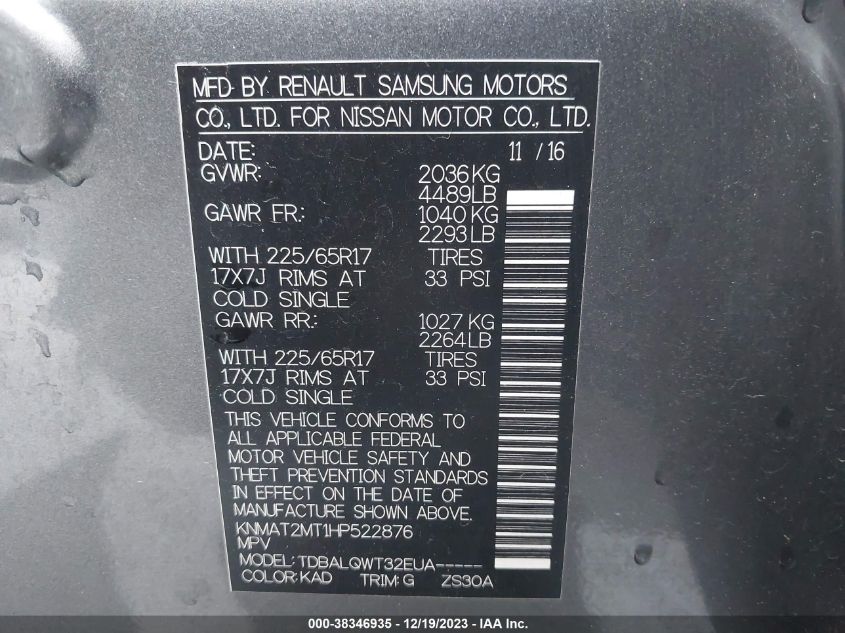 MFD BY RENAULT SAMSUNG MOTORS
CO., LTD. FOR NISSAN MOTOR CO., LTD.
DATE: 11 / 16
GVWR: 2036 KG
4489LB
GAWR FR.: 1040 KG
2293 LB
WITH 225/65R17 TIRES
17X7J RIMS AT 33 PSI
COLD SINGLE
GAWR RR.: 1027 KG
2264LB
WITH 225/65R17 TIRES
17X7J RIMS AT 33 PSI
COLD SINGLE
THIS VEHICLE CONFORMS TO
ALL APPLICABLE FEDERAL
MOTOR VEHICLE SAFETY AND
THEFT PREVENTION STANDARDS
IN EFFECT ON THE DATE OF
MANUFACTURE SHOWN ABOVE.
KNMAT2MT1HP522876
MPV
MODEL: TDBALQWT32EUA-----
COLOR: KAD TRIM: G ZS30A
000-38346935 - 12/19/2023 - IAA Inc.